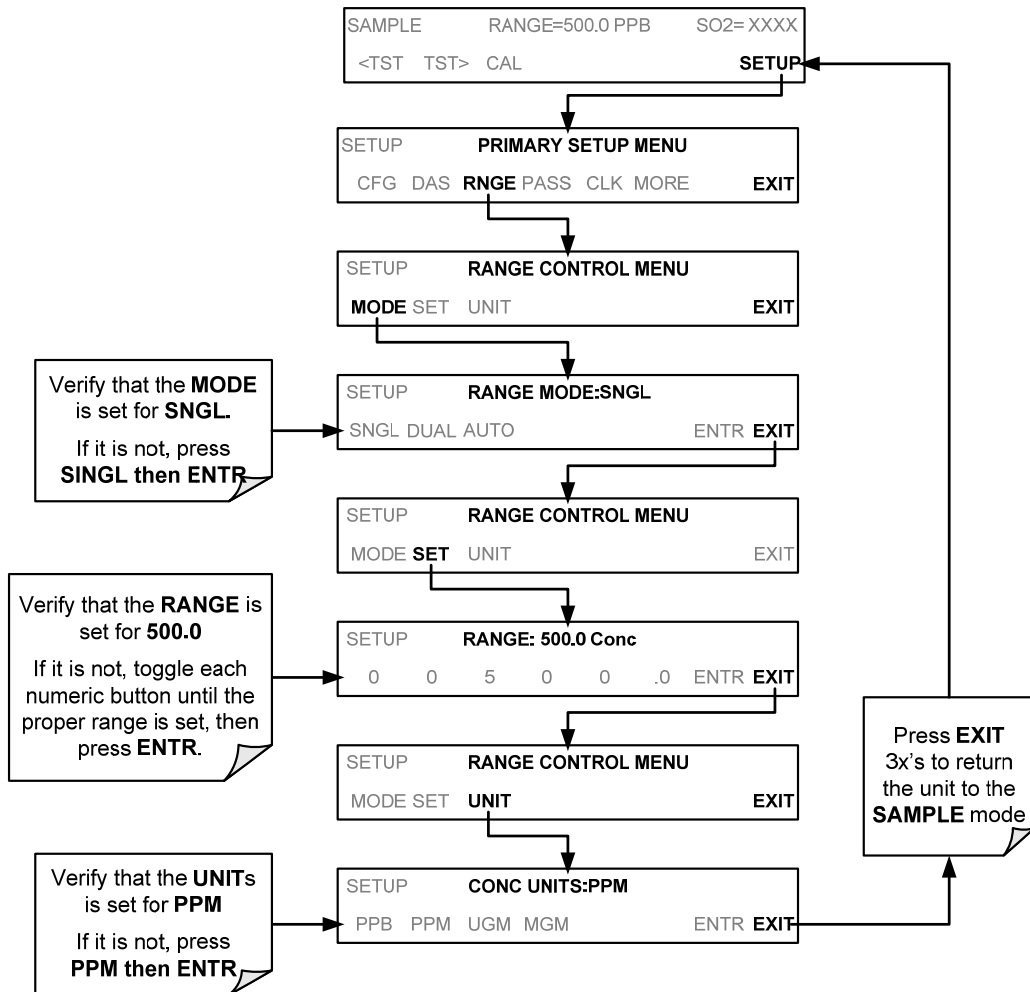 SAMPLE RANGE=500.0 PPB SO2= XXXX
<TST TST> CAL SETUP
SETUP PRIMARY SETUP MENU
CFG DAS RNGE PASS CLK MORE EXIT
SETUP RANGE CONTROL MENU
MODE SET UNIT EXIT
Verify that the MODE
is set for SNGL.
If it is not, press
SINGL then ENTR
SETUP RANGE MODE:SNGL
SNGL DUAL AUTO ENTR EXIT
SETUP RANGE CONTROL MENU
MODE SET UNIT EXIT
Verify that the RANGE is
set for 500.0
If it is not, toggle each
numeric button until the
proper range is set, then
press ENTR.
SETUP RANGE: 500.0 Conc
0 0 5 0 0 .0 ENTR EXIT
SETUP RANGE CONTROL MENU
MODE SET UNIT EXIT
Press EXIT
3x's to return
the unit to the
SAMPLE mode
Verify that the UNITs
is set for PPM
If it is not, press
PPM then ENTR
SETUP CONC UNITS:PPM
PPB PPM UGM MGM ENTR EXIT